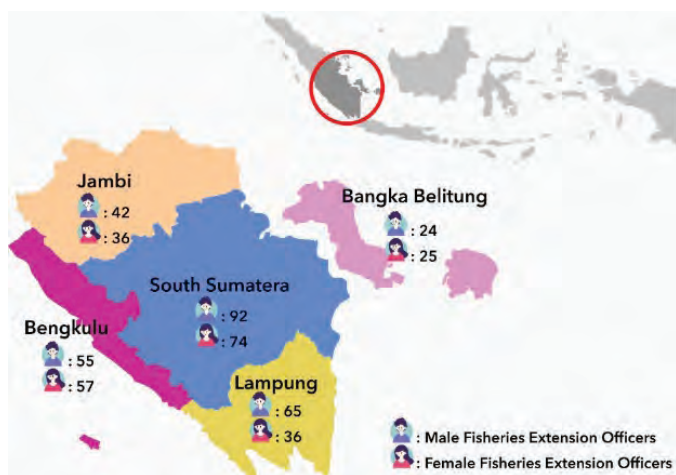 Jambi
: 42
: 36
Bangka Belitung
: 24
: 25
South Sumatera
: 92
: 74
Bengkulu
: 55
: 57
Lampung
: 65
: 36
: Male Fisheries Extension Officers
: Female Fisheries Extension Officers